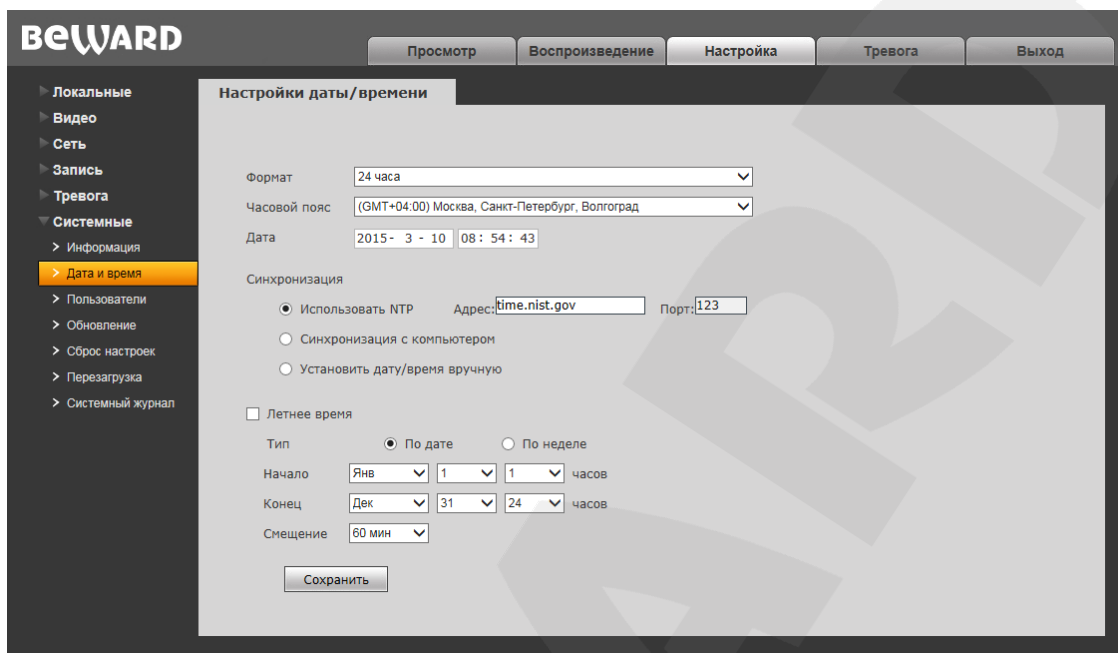 BEWARD
Просмотр Воспроизведение Настройка Тревога Выход
Локальные
Видео
Сеть
Запись
Тревога
Системные
Информация
Дата и время
Пользователи
Обновление
Сброс настроек
Перезагрузка
Системный журнал
Настройки даты/времени
Формат 24 часа
Часовой пояс (GMT+04:00) Москва, Санкт-Петербург, Волгоград
Дата 2015- 3 - 10 08: 54: 43
Синхронизация
Использовать NTP Адрес: time.nist.gov Порт: 123
Синхронизация с компьютером
Установить дату/время вручную
Летнее время
Тип По дате По неделе
Начало Янв 1 1 часов
Конец Дек 31 24 часов
Смещение 60 мин
Сохранить